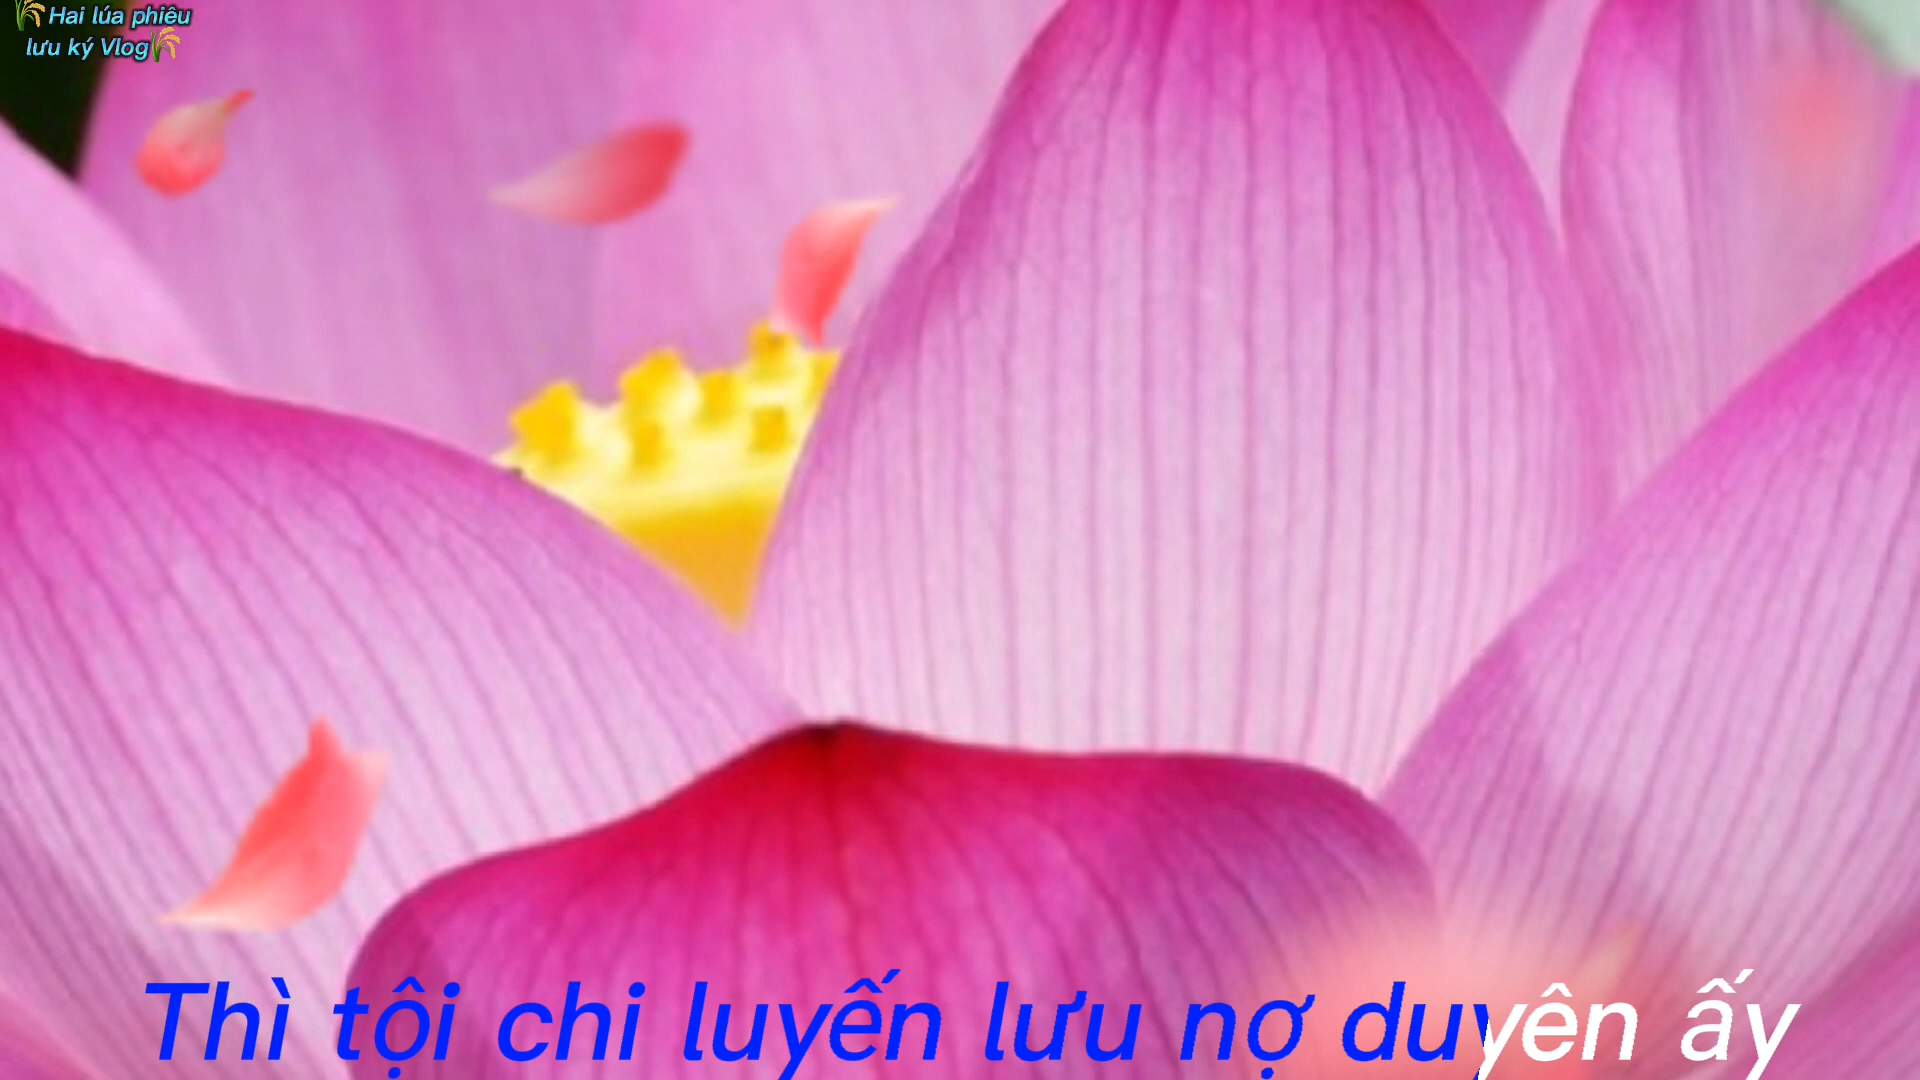 Hai lúa phiêu
lưu ký Vlog
Thì tội chi luyến lưu nợ duyên ấy